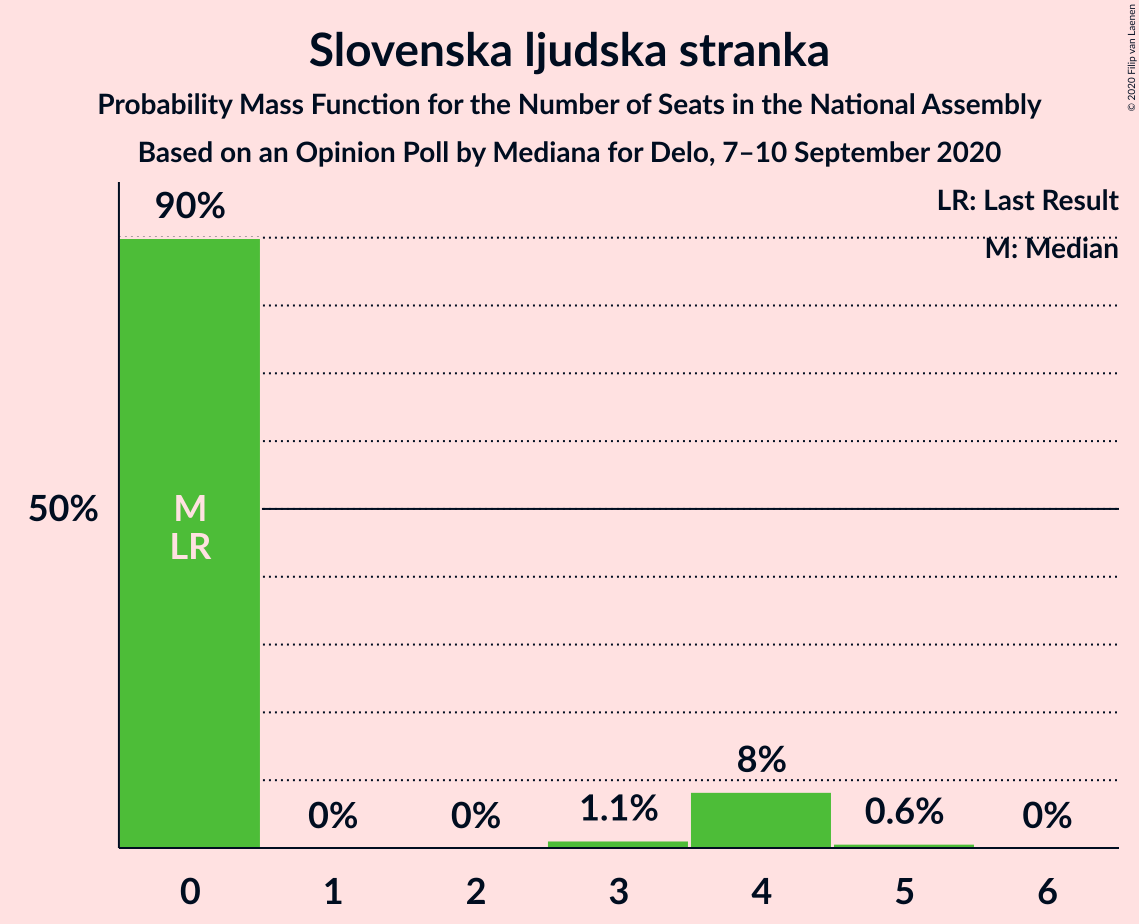 Slovenska ljudska stranka
Probability Mass Function for the Number of Seats in the National Assembly
Based on an Opinion Poll by Mediana for Delo, 7–10 September 2020
© 2020 Filip van Laenen
LR: Last Result
M: Median
90%
50%
M
LR
0%
0%
1.1%
8%
0.6%
0%
0
1
2
3
4
5
6